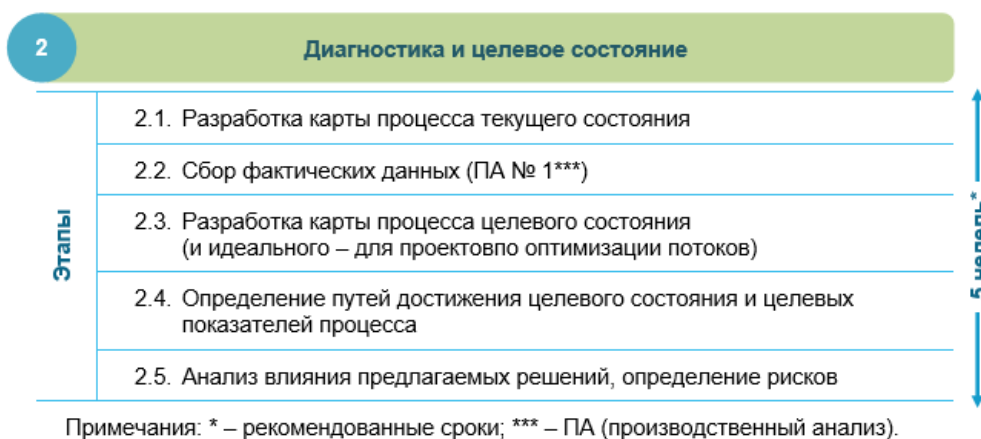 2
Диагностика и целевое состояние
Этапы
2.1. Разработка карты процесса текущего состояния
2.2. Сбор фактических данных (ПА № 1***)
2.3. Разработка карты процесса целевого состояния
(и идеального – для проектовпо оптимизации потоков)
2.4. Определение путей достижения целевого состояния и целевых
показателей процесса
2.5. Анализ влияния предлагаемых решений, определение рисков
5 недель*
Примечания: * – рекомендованные сроки; *** – ПА (производственный анализ).